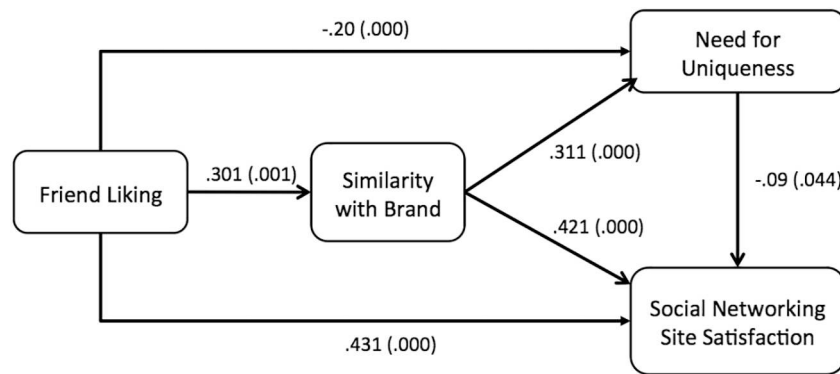 -.20 (.000)
Need for
Uniqueness
.311 (.000)
Friend Liking
.301 (.001)
Similarity
with Brand
-.09 (.044)
.421 (.000)
Social Networking
Site Satisfaction
.431 (.000)